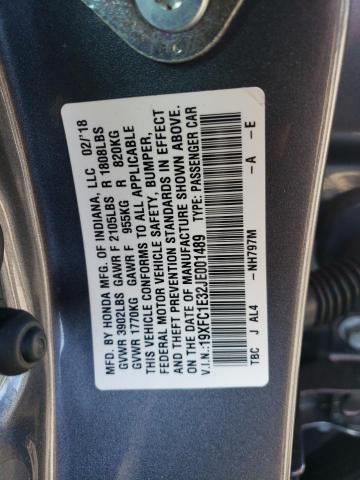 MFD. BY HONDA MFG. OF INDIANA, LLC 02/'18
GVWR 3902LBS GAWR F 2105LBS R 1808LBS
GVWR 1770KG GAWR F 955KG R 820KG
THIS VEHICLE CONFORMS TO ALL APPLICABLE
FEDERAL MOTOR VEHICLE SAFETY, BUMPER,
AND THEFT PREVENTION STANDARDS IN EFFECT
ON THE DATE OF MANUFACTURE SHOWN ABOVE.
V.I.N.:19XFC1E32JE001489 TYPE: PASSENGER CAR
TBC J AL4 -NH797M -A -E